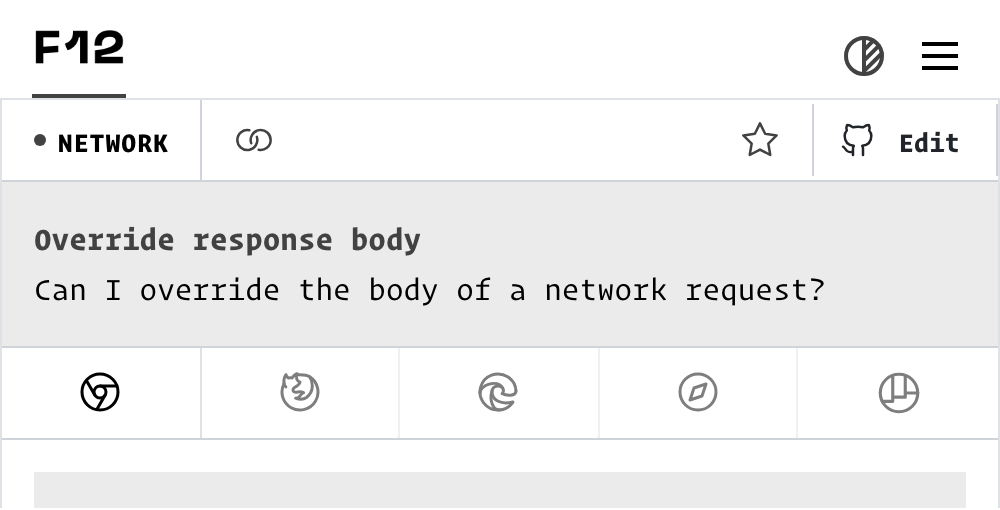 F12
NETWORK
Edit
Override response body
Can I override the body of a network request?